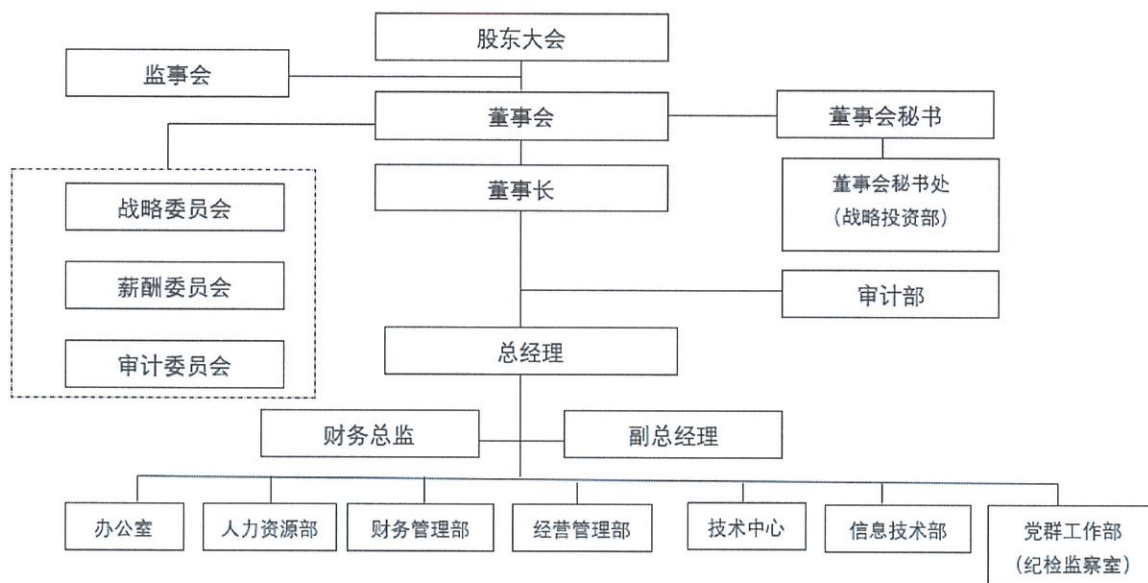 股东大会
监事会
董事会
董事会秘书
董事长
董事会秘书处
（战略投资部）
战略委员会
薪酬委员会
审计委员会
审计部
总经理
财务总监
副总经理
办公室
人力资源部
财务管理部
经营管理部
技术中心
信息技术部
党群工作部
（纪检监察室）